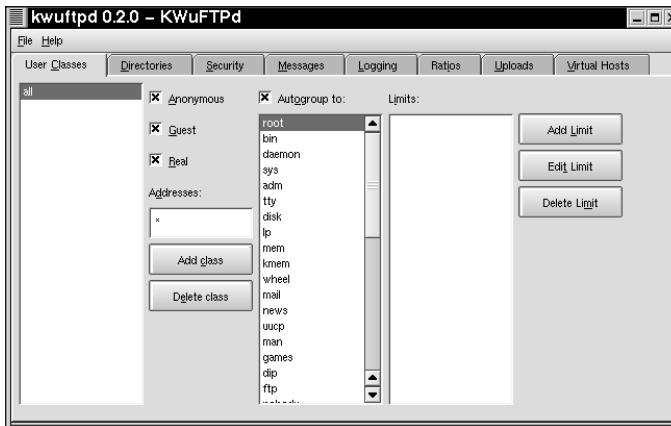 kwuftpd 0.2.0 – KWuFTPd
File Help
User Classes Directories Security Messages Logging Ratios Uploads Virtual Hosts
all
Anonymous
Guest
Real
Addresses:
*
Add class
Delete class
Autogroup to:
root
bin
daemon
sys
adm
tty
disk
lp
mem
kmem
wheel
mail
news
uucp
man
games
dip
ftp
Limits:
Add Limit
Edit Limit
Delete Limit